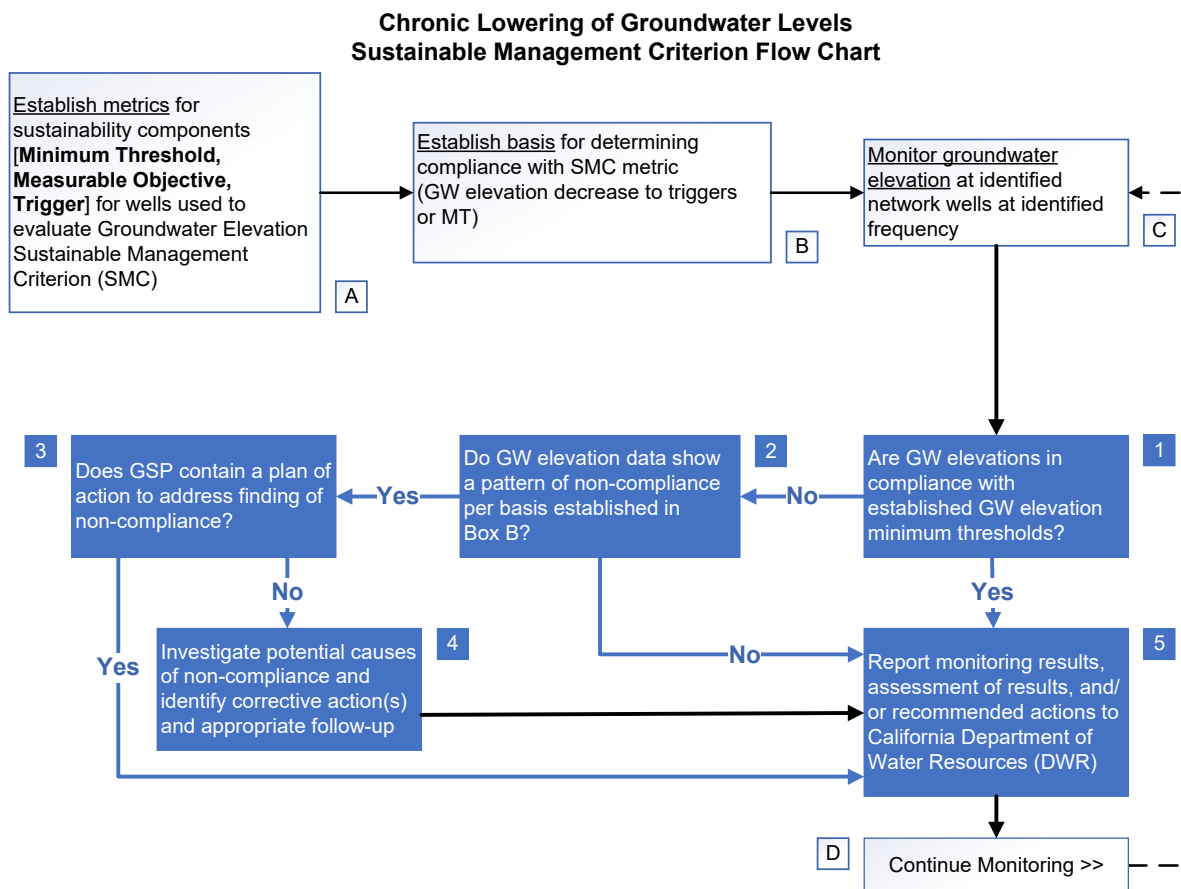 Chronic Lowering of Groundwater Levels
Sustainable Management Criterion Flow Chart
Establish metrics for
sustainability components
[Minimum Threshold,
Measurable Objective,
Trigger] for wells used to
evaluate Groundwater Elevation
Sustainable Management
Criterion (SMC)
A
Establish basis for determining
compliance with SMC metric
(GW elevation decrease to triggers
or MT)
B
Monitor groundwater
elevation at identified
network wells at identified
frequency
C
1
Are GW elevations in
compliance with
established GW elevation
minimum thresholds?
No
Yes
2
Do GW elevation data show
a pattern of non-compliance
per basis established in
Box B?
Yes
No
3
Does GSP contain a plan of
action to address finding of
non-compliance?
No
Yes
4
Investigate potential causes
of non-compliance and
identify corrective action(s)
and appropriate follow-up
5
Report monitoring results,
assessment of results, and/
or recommended actions to
California Department of
Water Resources (DWR)
D
Continue Monitoring >>